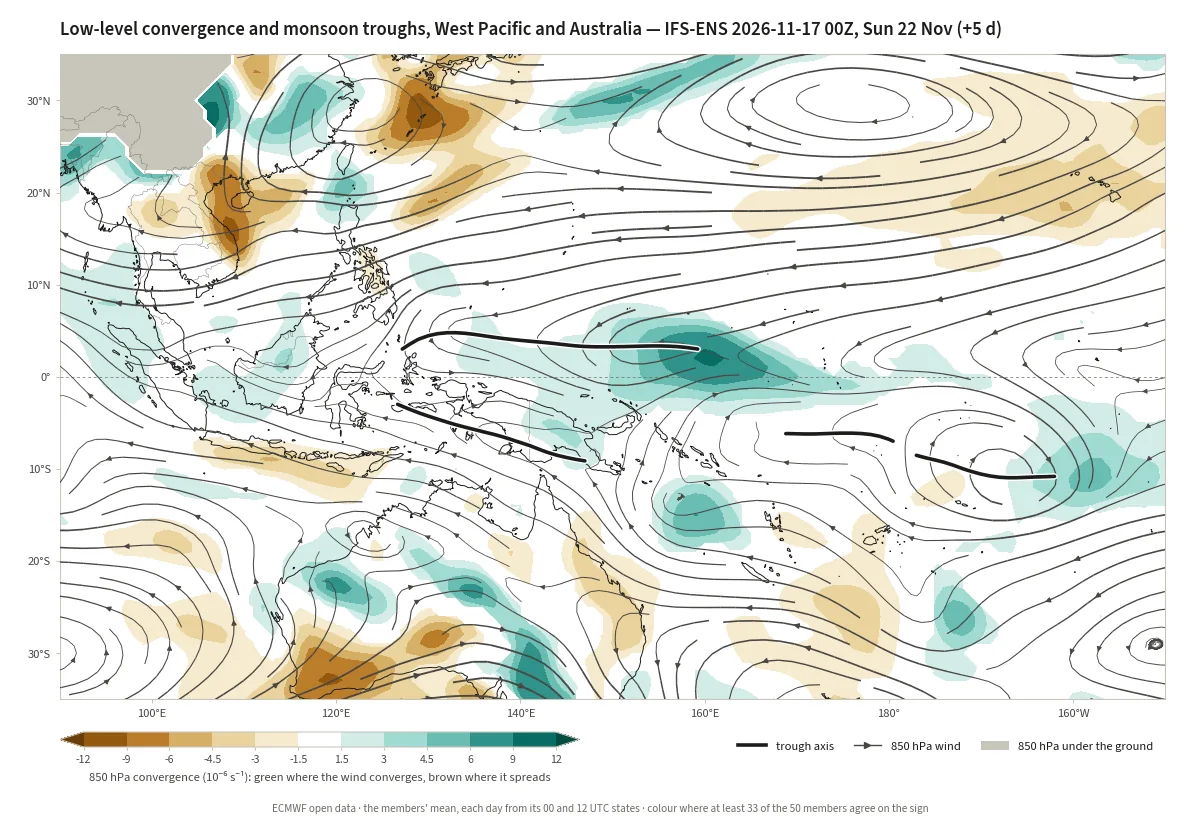 Low-level convergence and monsoon troughs, West Pacific and Australia — IFS-ENS 2026-11-17 00Z, Sun 22 Nov (+5 d)
30°N
20°N
10°N
0°
10°S
20°S
30°S
100°E 120°E 140°E 160°E 180° 160°W
-12 -9 -6 -4.5 -3 -1.5 1.5 3 4.5 6 9 12
850 hPa convergence (10⁻⁶ s⁻¹): green where the wind converges, brown where it spreads
trough axis 850 hPa wind 850 hPa under the ground
ECMWF open data · the members' mean, each day from its 00 and 12 UTC states · colour where at least 33 of the 50 members agree on the sign